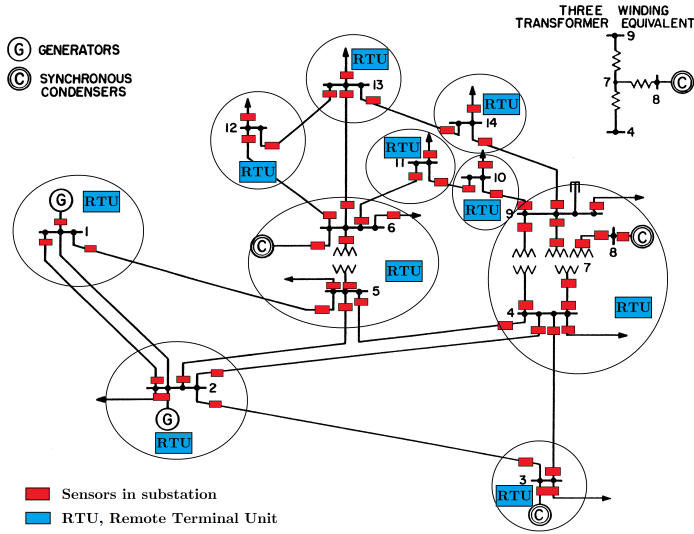 THREE WINDING
TRANSFORMER EQUIVALENT
9
7
8
C
4
G GENERATORS
C SYNCHRONOUS
CONDENSERS
RTU
13
RTU
14
12
RTU
RTU
11
10
RTU
RTU
G
1
9
6
C
C
8
7
RTU
5
RTU
4
2
G
RTU
3
RTU
C
Sensors in substation
RTU, Remote Terminal Unit